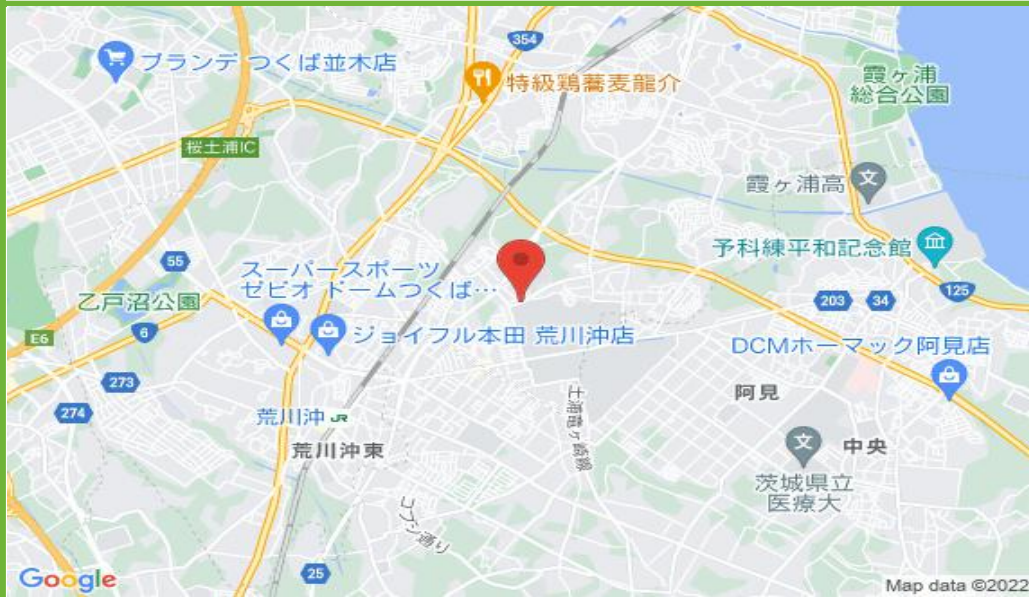 354
ブランデ つくば並木店
特級鶏蕎麦龍介
霞ヶ浦
総合公園
桜土浦IC
霞ヶ浦高
予科練平和記念館
55
スーパースポーツ
ゼビオ ドームつくば…
乙戸沼公園
125
203
34
6
E6
ジョイフル本田 荒川沖店
DCMホーマック阿見店
273
274
阿見
荒川沖
JR
荒川沖東
土浦竜ヶ崎線
中央
茨城県立
医療大
コブシ通り
25
Google
Map data ©2022